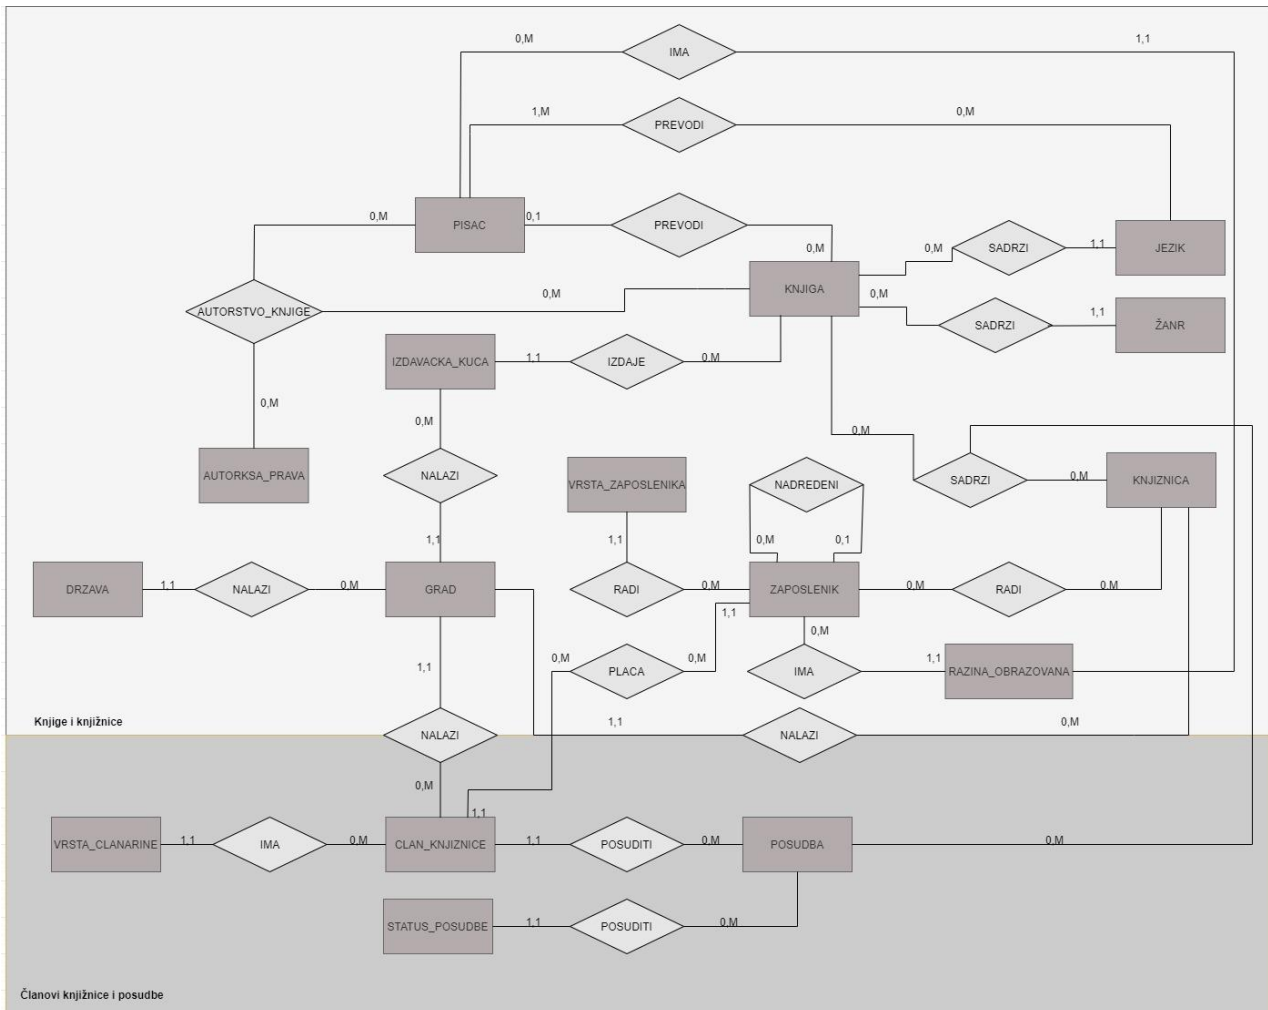 0,M
IMA
1,1
1,M
PREVODI
0,M
0,M
PISAC
0,1
PREVODI
0,M
0,M
SADRZI
1,1
JEZIK
KNJIGA
0,M
0,M
AUTORSTVO_KNJIGE
SADRZI
1,1
ŽANR
IZDAVACKA_KUCA
1,1
IZDAJE
0,M
0,M
0,M
0,M
AUTORKSA_PRAVA
NALAZI
VRSTA_ZAPOSLENIKA
NADREDENI
SADRZI
0,M
KNJIZNICA
1,1
1,1
0,M
0,1
DRZAVA
1,1
NALAZI
0,M
GRAD
RADI
0,M
ZAPOSLENIK
0,M
RADI
0,M
1,1
0,M
1,1
0,M
PLACA
0,M
IMA
1,1
RAZINA_OBRAZOVANA
Knjige i knjižnice
NALAZI
1,1
NALAZI
0,M
0,M
1,1
VRSTA_CLANARINE
1,1
IMA
0,M
CLAN_KNJIZNICE
1,1
POSUDITI
0,M
POSUDBA
0,M
STATUS_POSUDBE
1,1
POSUDITI
0,M
Članovi knjižnice i posudbe